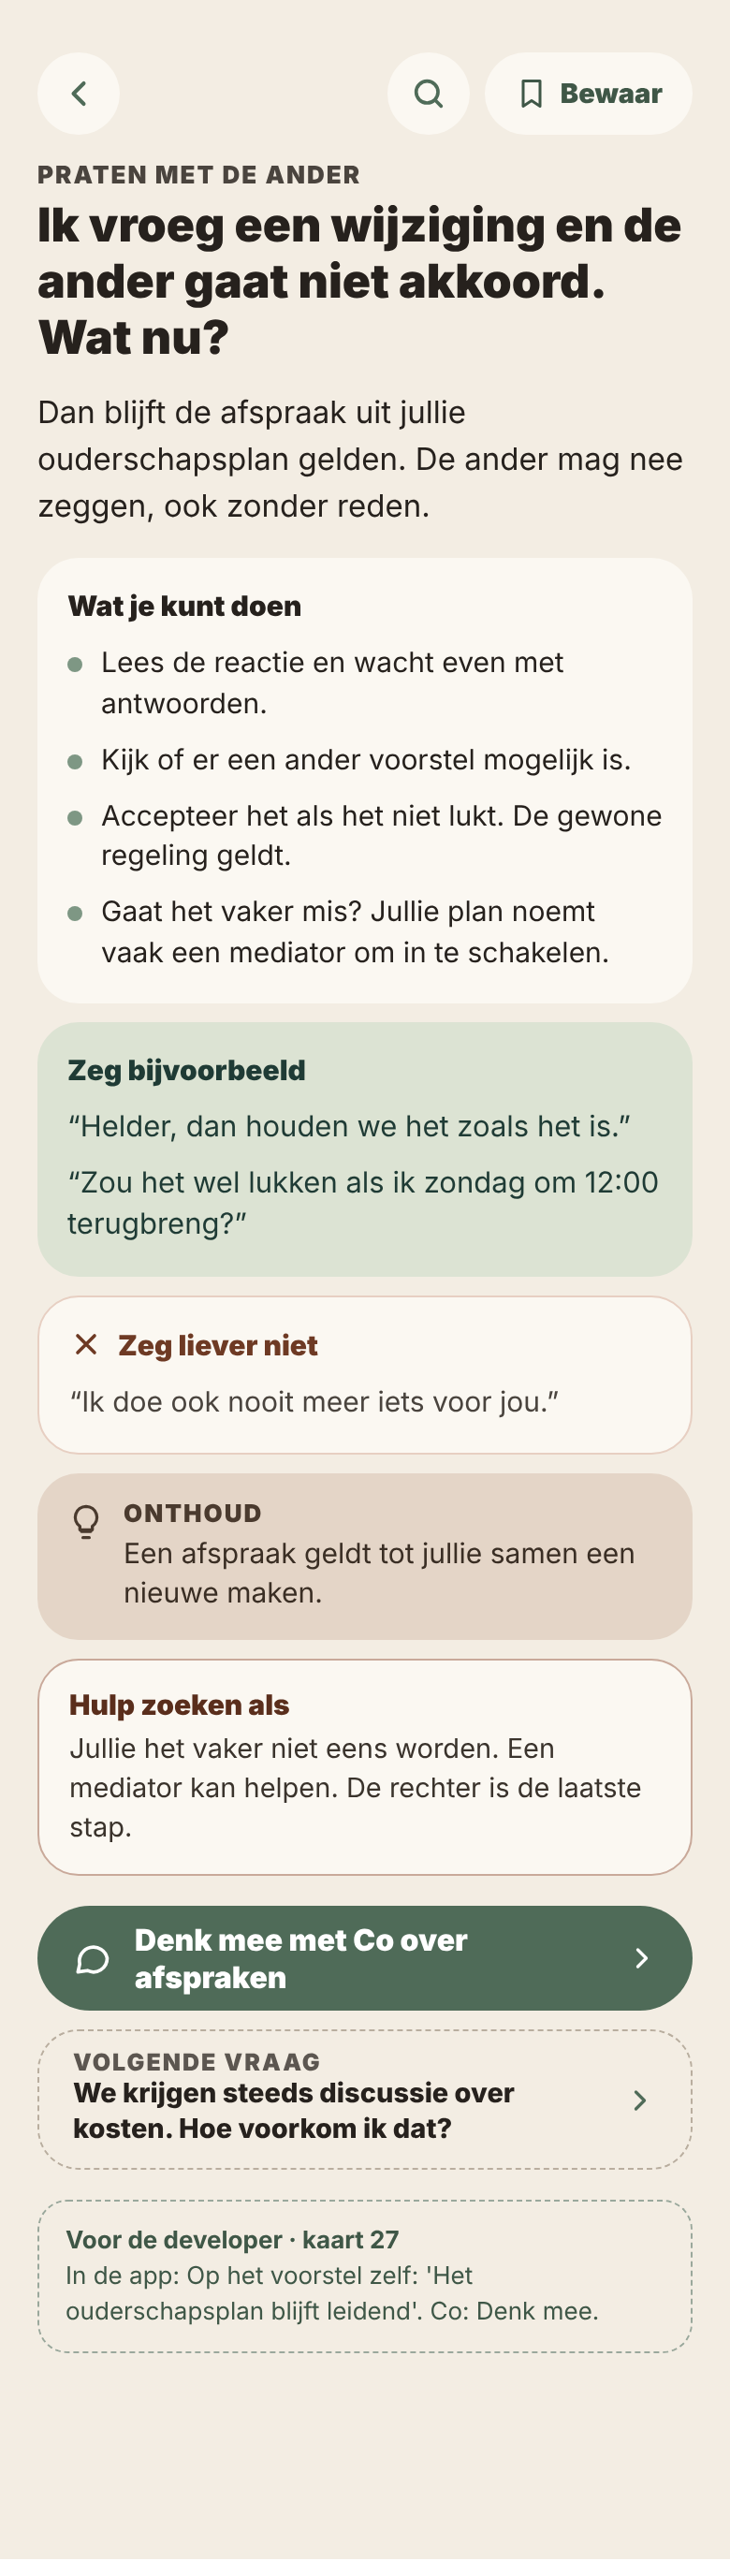 Bewaar
PRATEN MET DE ANDER
Ik vroeg een wijziging en de
ander gaat niet akkoord.
Wat nu?
Dan blijft de afspraak uit jullie
ouderschapsplan gelden. De ander mag nee
zeggen, ook zonder reden.
Wat je kunt doen
Lees de reactie en wacht even met
antwoorden.
Kijk of er een ander voorstel mogelijk is.
Accepteer het als het niet lukt. De gewone
regeling geldt.
Gaat het vaker mis? Jullie plan noemt
vaak een mediator om in te schakelen.
Zeg bijvoorbeeld
“Helder, dan houden we het zoals het is.”
“Zou het wel lukken als ik zondag om 12:00
terugbreng?”
Zeg liever niet
“Ik doe ook nooit meer iets voor jou.”
ONTHOUD
Een afspraak geldt tot jullie samen een
nieuwe maken.
Hulp zoeken als
Jullie het vaker niet eens worden. Een
mediator kan helpen. De rechter is de laatste
stap.
Denk mee met Co over
afspraken
VOLGENDE VRAAG
We krijgen steeds discussie over
kosten. Hoe voorkom ik dat?
Voor de developer · kaart 27
In de app: Op het voorstel zelf: 'Het
ouderschapsplan blijft leidend'. Co: Denk mee.